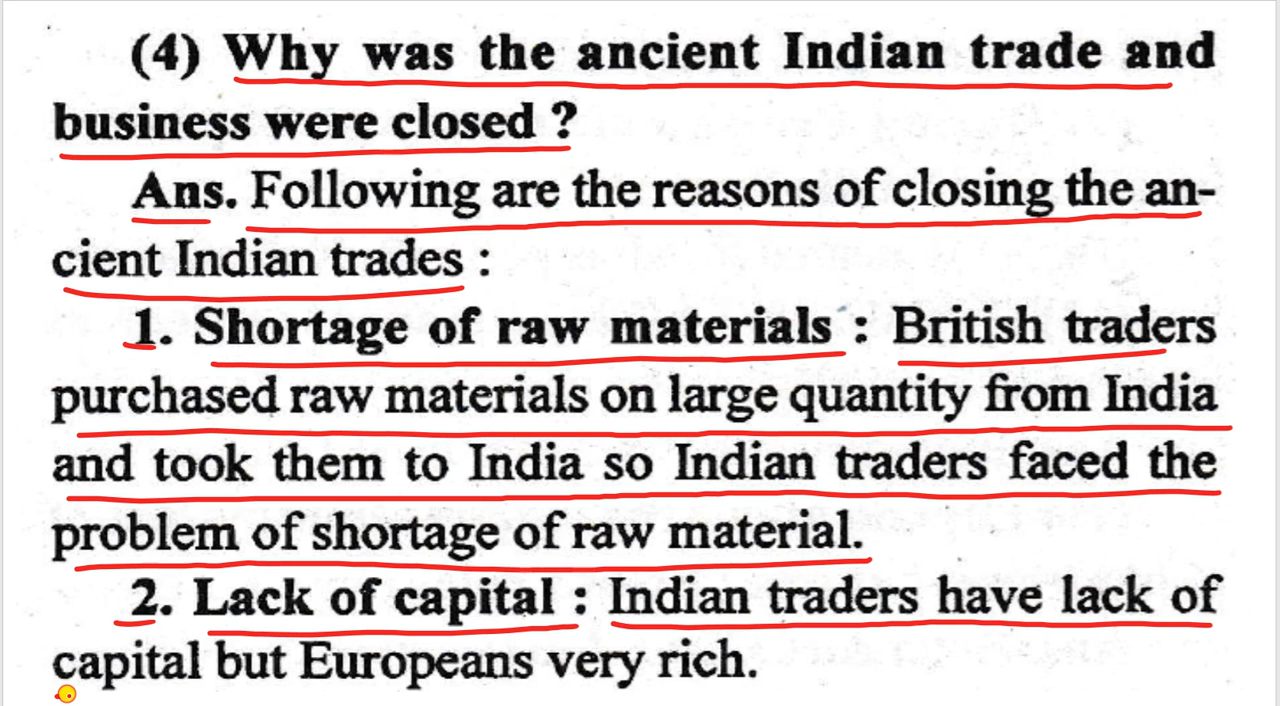 (4) Why was the ancient Indian trade and
business were closed ?
Ans. Following are the reasons of closing the an-
cient Indian trades :
1. Shortage of raw materials : British traders
purchased raw materials on large quantity from India
and took them to India so Indian traders faced the
problem of shortage of raw material.
2. Lack of capital : Indian traders have lack of
capital but Europeans very rich.